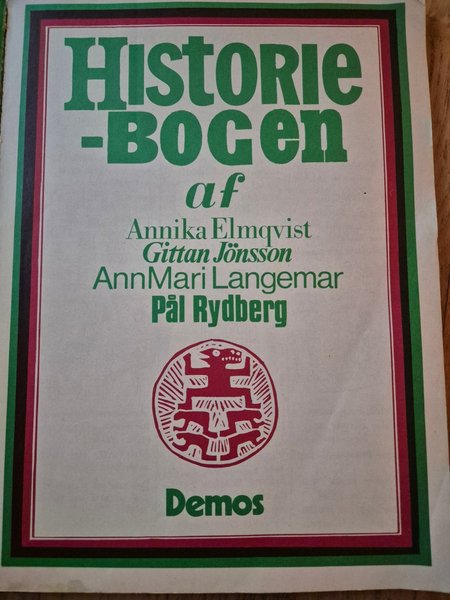 Historie
-Bogen
af
Annika Elmqvist
Gittan Jönsson
AnnMari Langemar
Pål Rydberg
Demos